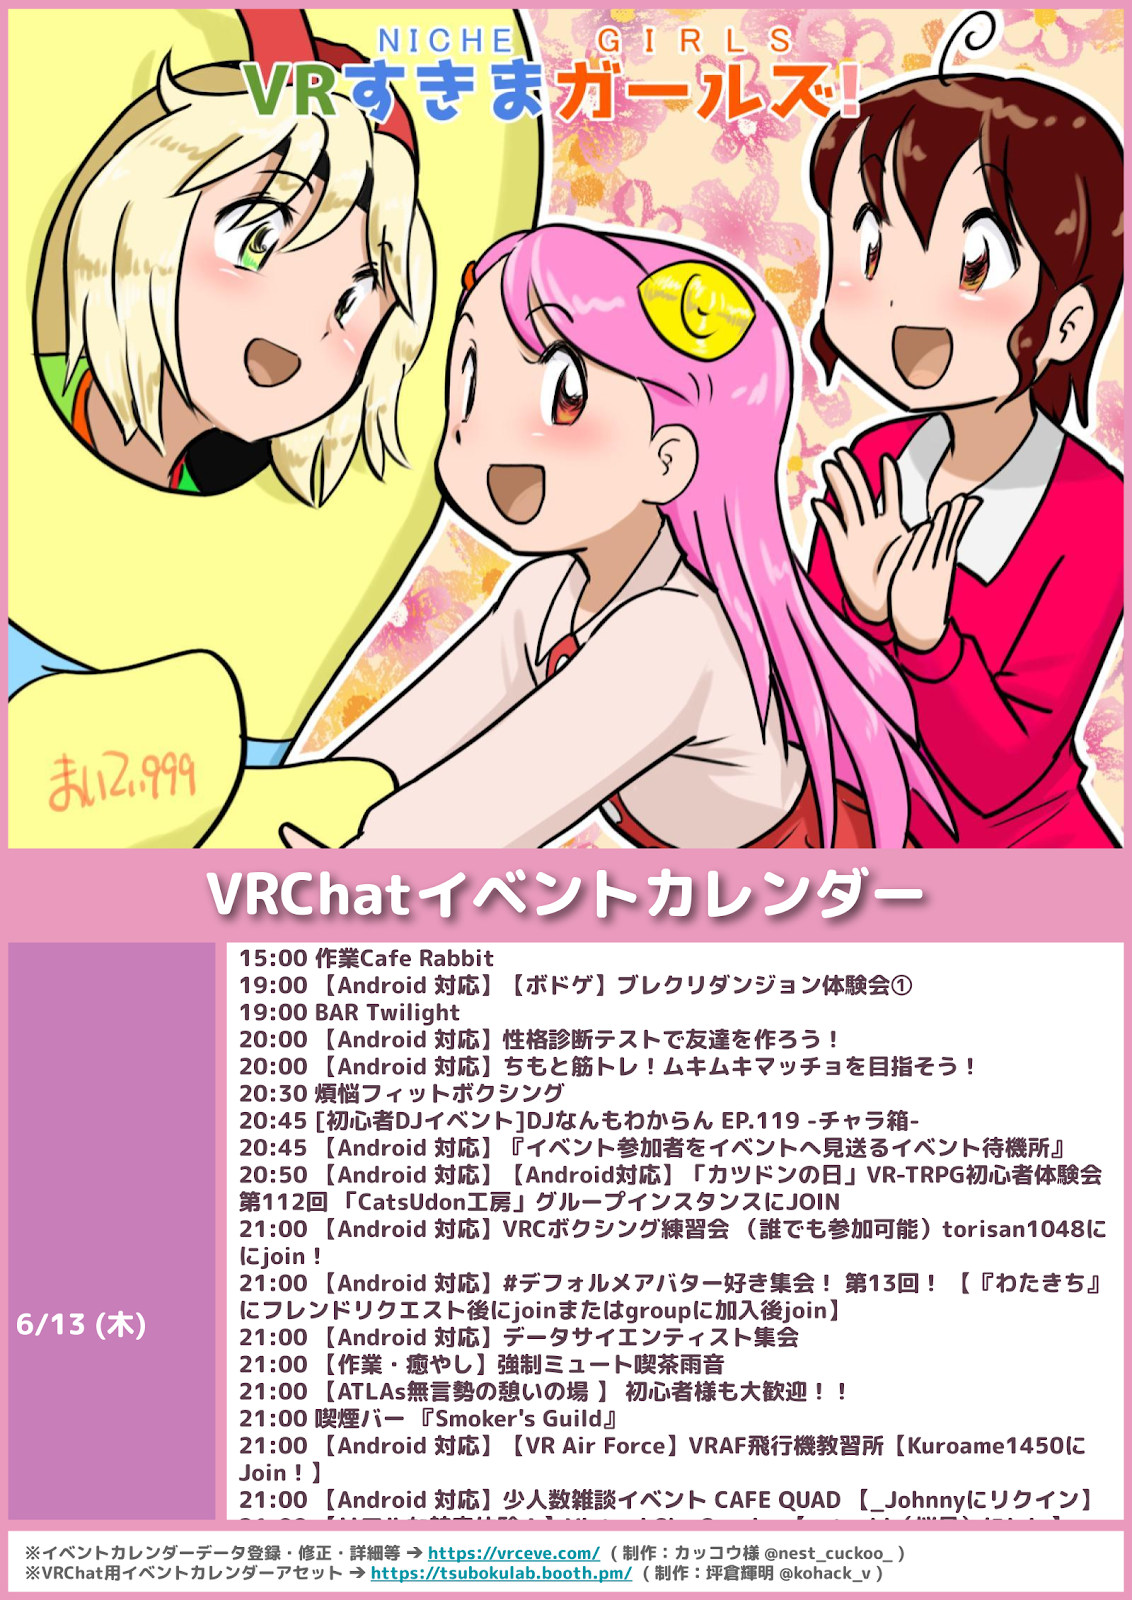 NICHE GIRLS
VRすきまガールズ!
まいてい999
VRChatイベントカレンダー
6/13 (木)
15:00 作業Cafe Rabbit
19:00 【Android 対応】【ボドゲ】ブレクリダンジョン体験会①
19:00 BAR Twilight
20:00 【Android 対応】性格診断テストで友達を作ろう！
20:00 【Android 対応】ちもと筋トレ！ムキムキマッチョを目指そう！
20:30 煩悩フィットボクシング
20:45 [初心者DJイベント]DJなんもわからん EP.119 -チャラ箱-
20:45 【Android 対応】『イベント参加者をイベントへ見送るイベント待機所』
20:50 【Android 対応】【Android対応】「カツドンの日」VR-TRPG初心者体験会
第112回 「CatsUdon工房」グループインスタンスにJOIN
21:00 【Android 対応】VRCボクシング練習会 （誰でも参加可能）torisan1048に
にjoin！
21:00 【Android 対応】#デフォルメアバター好き集会！ 第13回！ 【『わたきち』
にフレンドリクエスト後にjoinまたはgroupに加入後join】
21:00 【Android 対応】データサイエンティスト集会
21:00 【作業・癒やし】強制ミュート喫茶雨音
21:00 【ATLAs無言勢の憩いの場 】 初心者様も大歓迎！！
21:00 喫煙バー 『Smoker's Guild』
21:00 【Android 対応】【VR Air Force】VRAF飛行機教習所【Kuroame1450に
Join！】
21:00 【Android 対応】少人数雑談イベント CAFE QUAD 【_Johnnyにリクイン】
※イベントカレンダーデータ登録・修正・詳細等 ➔ https://vrceve.com/ （制作：カッコウ様 @nest_cuckoo_ ）
※VRChat用イベントカレンダーアセット ➔ https://tsubokulab.booth.pm/ （制作：坪倉輝明 @kohack_v ）